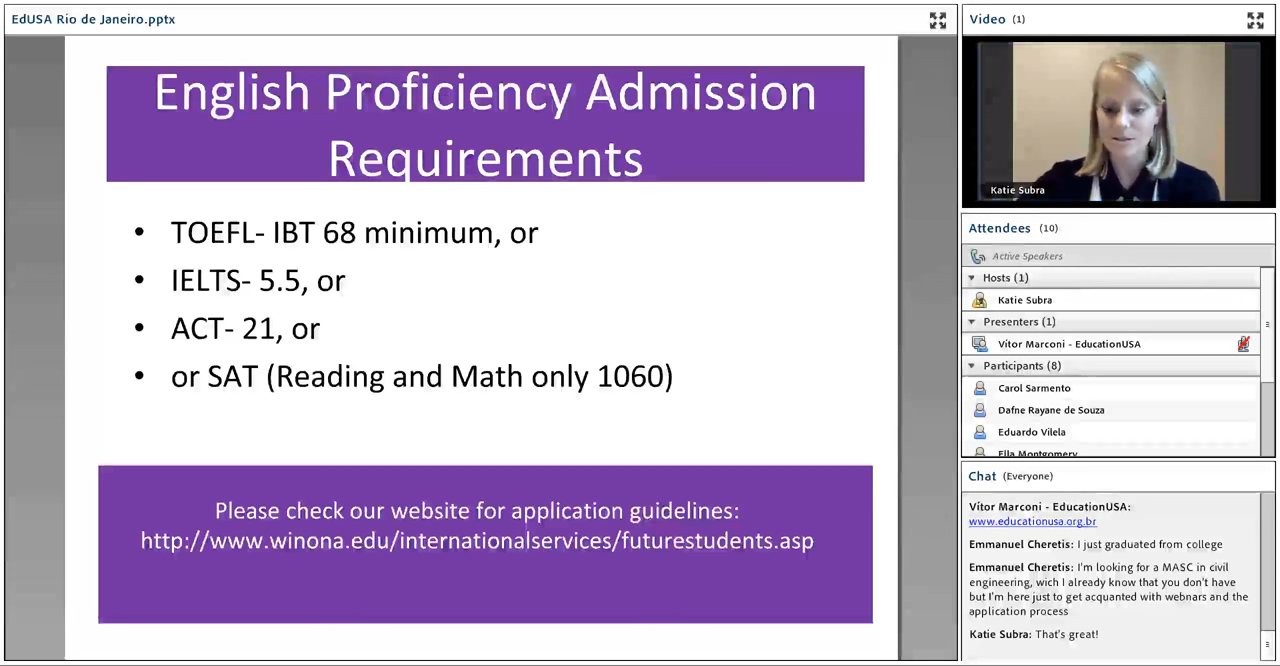 EdUSA Rio de Janeiro.pptx
English Proficiency Admission
Requirements
• TOEFL- IBT 68 minimum, or
• IELTS- 5.5, or
• ACT- 21, or
• or SAT (Reading and Math only 1060)
Please check our website for application guidelines:
http://www.winona.edu/internationalservices/futurestudents.asp
Video (1)
Katie Subra
Attendees (10)
Active Speakers
Hosts (1)
Katie Subra
Presenters (1)
Vítor Marconi - EducationUSA
Participants (8)
Carol Sarmento
Dafne Rayane de Souza
Eduardo Vilela
Ella Montgomery
Chat (Everyone)
Vítor Marconi - EducationUSA:
www.educationusa.org.br
Emmanuel Cheretis: I just graduated from college
Emmanuel Cheretis: I'm looking for a MASC in civil
engineering, wich I already know that you don't have
but I'm here just to get acquanted with webnars and the
application process
Katie Subra: That's great!